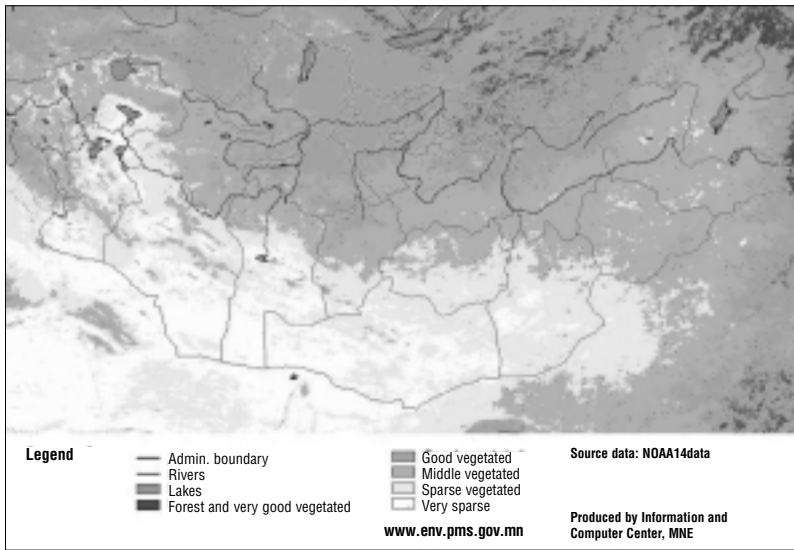 Legend
Admin. boundary
Rivers
Lakes
Forest and very good vegetated
Good vegetated
Middle vegetated
Sparse vegetated
Very sparse
www.env.pms.gov.mn
Source data: NOAA14data
Produced by Information and
Computer Center, MNE